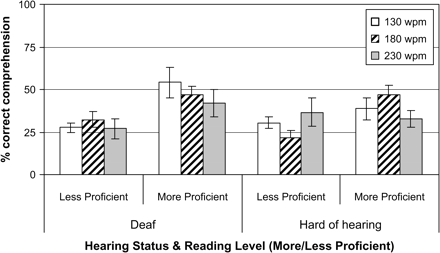 % correct comprehension
100
75
50
25
0
130 wpm
180 wpm
230 wpm
Less Proficient More Proficient Less Proficient More Proficient
Deaf Hard of hearing
Hearing Status & Reading Level (More/Less Proficient)